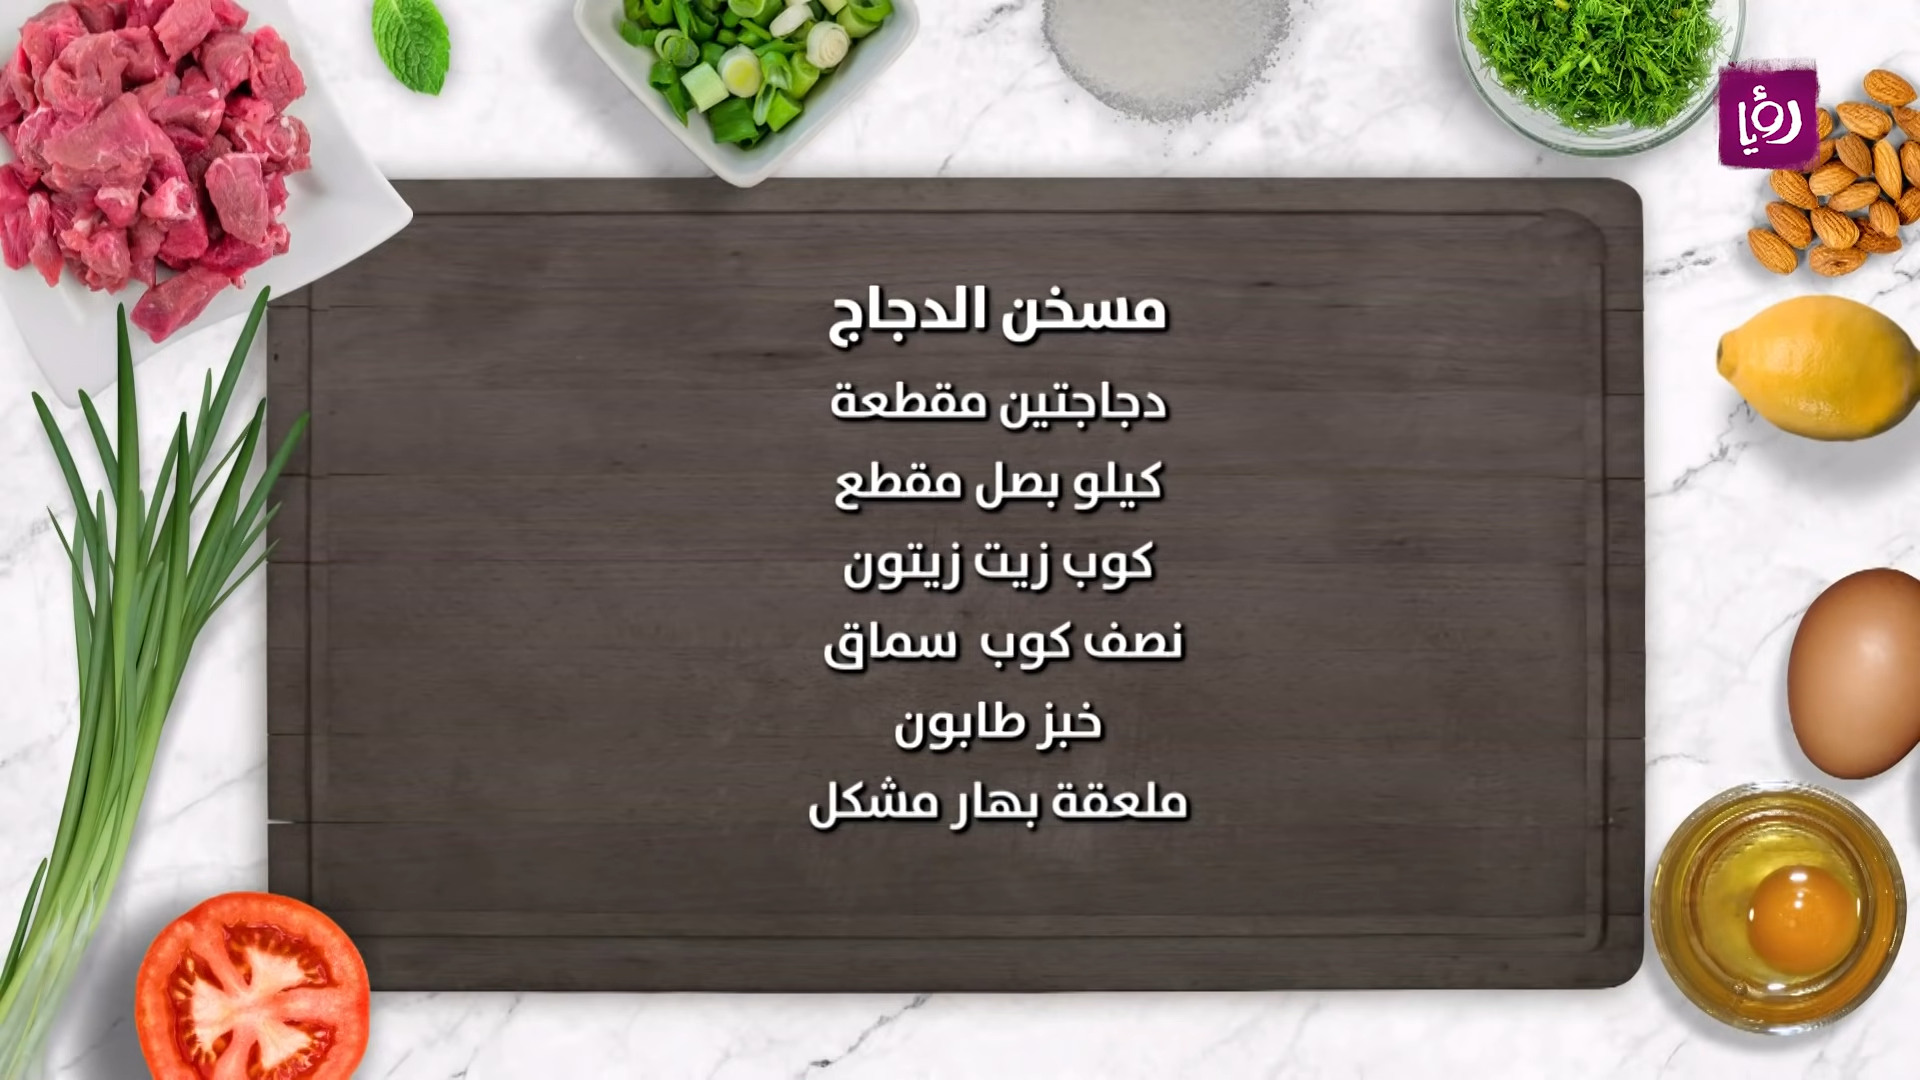 رؤيا
مسخن الدجاج
دجاجتين مقطعة
كيلو بصل مقطع
كوب زيت زيتون
نصف كوب سماق
خبز طابون
ملعقة بهار مشكل